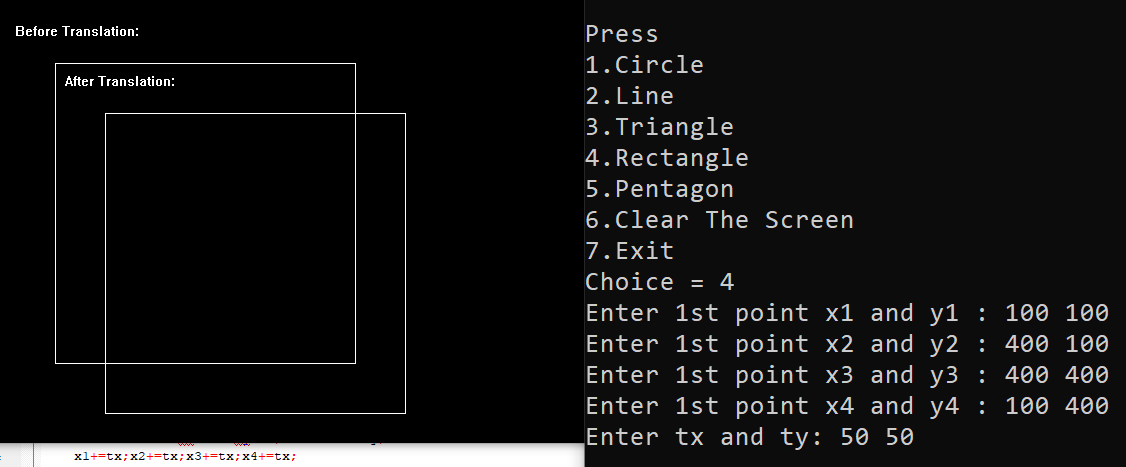 Before Translation:
After Translation:
Press
1.Circle
2.Line
3.Triangle
4.Rectangle
5.Pentagon
6.Clear The Screen
7.Exit
Choice = 4
Enter 1st point x1 and y1 : 100 100
Enter 1st point x2 and y2 : 400 100
Enter 1st point x3 and y3 : 400 400
Enter 1st point x4 and y4 : 100 400
Enter tx and ty: 50 50
x1+=tx;x2+=tx;x3+=tx;x4+=tx;